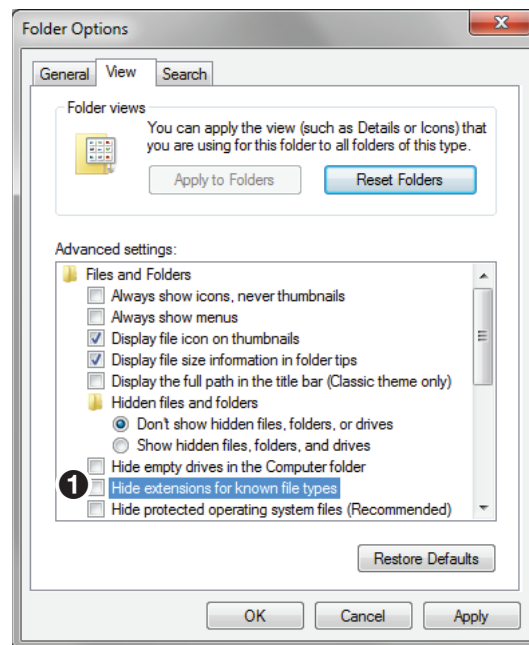 Folder Options
General View Search
Folder views
You can apply the view (such as Details or Icons) that
you are using for this folder to all folders of this type.
Apply to Folders Reset Folders
Advanced settings:
Files and Folders
Always show icons, never thumbnails
Always show menus
Display file icon on thumbnails
Display file size information in folder tips
Display the full path in the title bar (Classic theme only)
Hidden files and folders
Don't show hidden files, folders, or drives
Show hidden files, folders, and drives
Hide empty drives in the Computer folder
1 Hide extensions for known file types
Hide protected operating system files (Recommended)
Restore Defaults
OK Cancel Apply